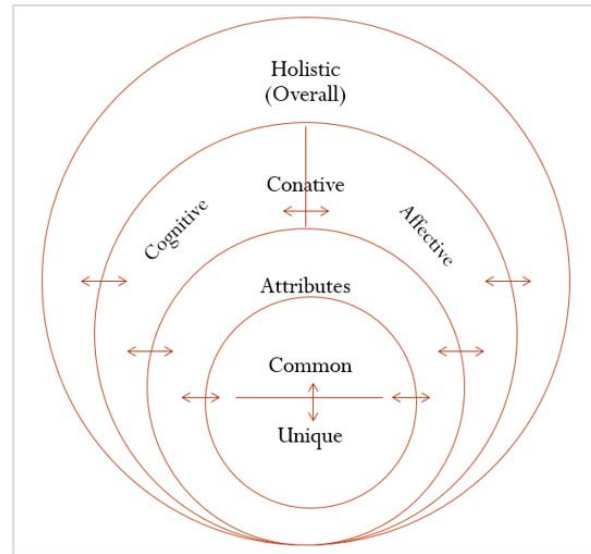 Holistic
(Overall)
Conative
Cognitive
Affective
Attributes
Common
Unique